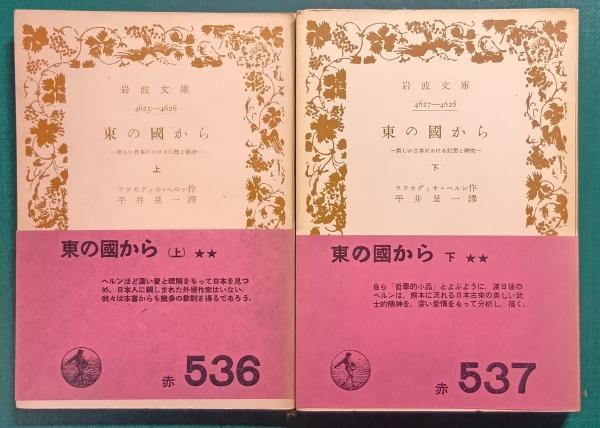 岩波文庫
4625—4626
東の國から
—新しい日本における幻想と研究—
上
ラフカディオ・ヘルン作
平井呈一譯
東の國から (上) ★★
ヘルンほど深い愛と理解をもって日本を見つ
め、日本人に親しまれた外國作家はいない。
我々は本書からも幾多の敎訓を得るであろう。
赤 536
岩波文庫
4627—4628
東の國から
—新しい日本における幻想と研究—
下
ラフカディオ・ヘルン作
平井呈一譯
東の國から 下 ★★
自ら「哲學的小品」とよぶように、渡日後の
ヘルンは、熊本に流れる日本古来の美しい武
士的精神を、深い愛情をもって分析し、描く。
赤 537